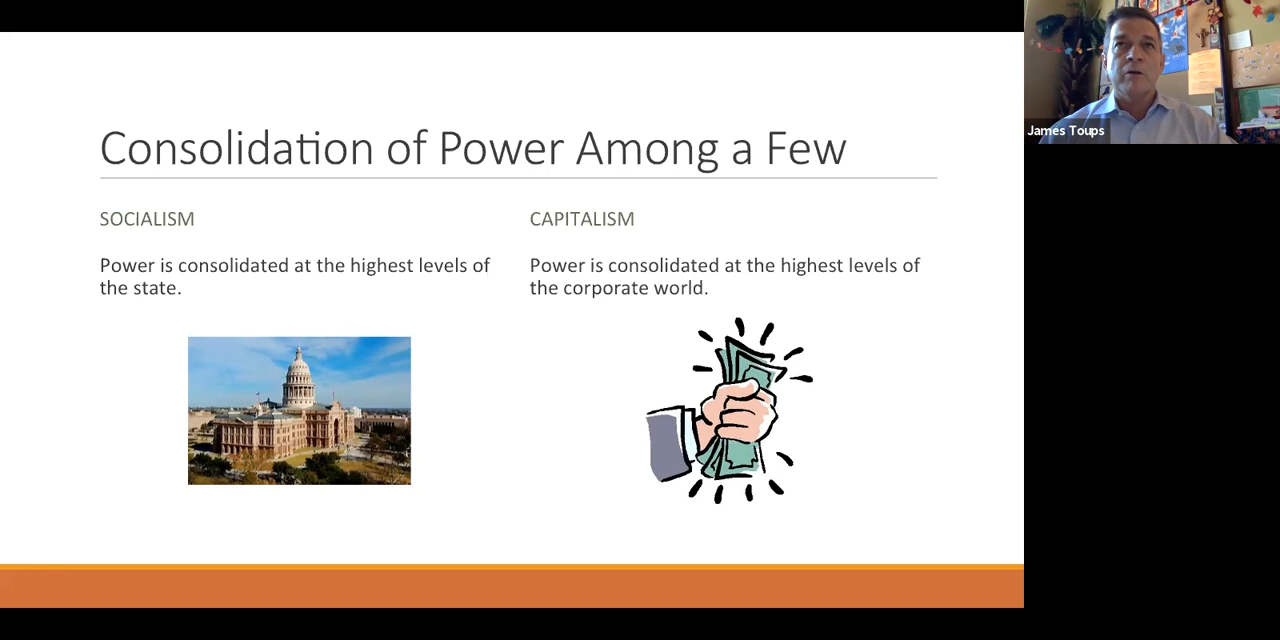 Consolidation of Power Among a Few
SOCIALISM
Power is consolidated at the highest levels of
the state.
CAPITALISM
Power is consolidated at the highest levels of
the corporate world.
James Toups